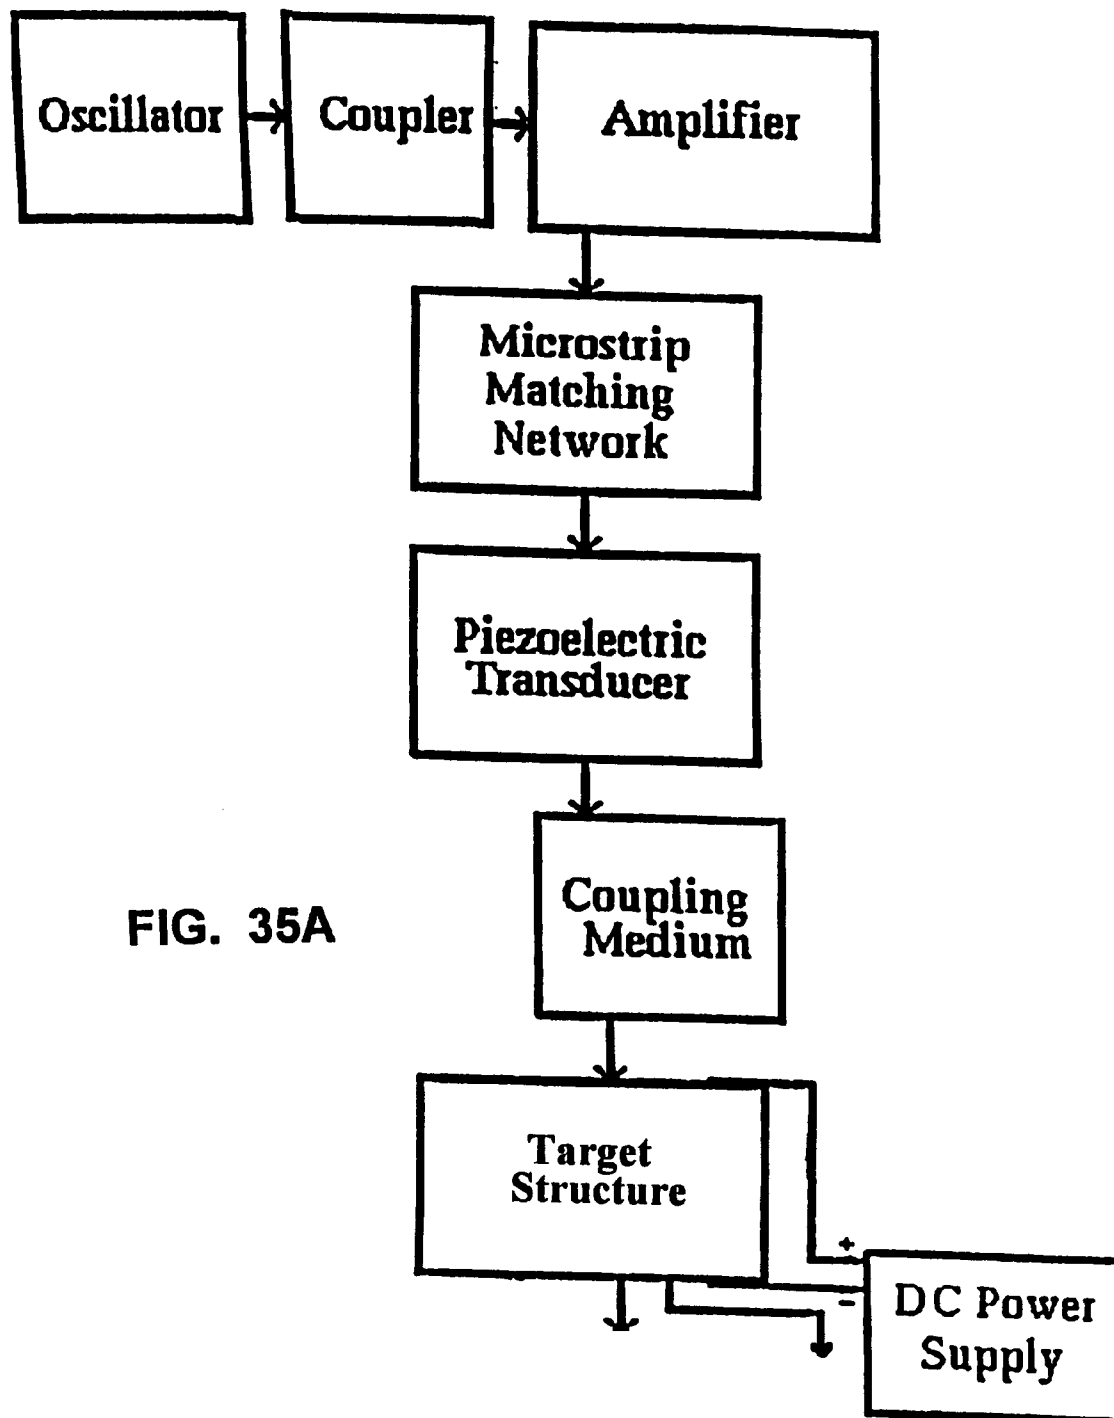 Oscillator
Coupler
Amplifier
Microstrip
Matching
Network
Piezoelectric
Transducer
Coupling
Medium
FIG. 35A
Target
Structure
+
-
DC Power
Supply